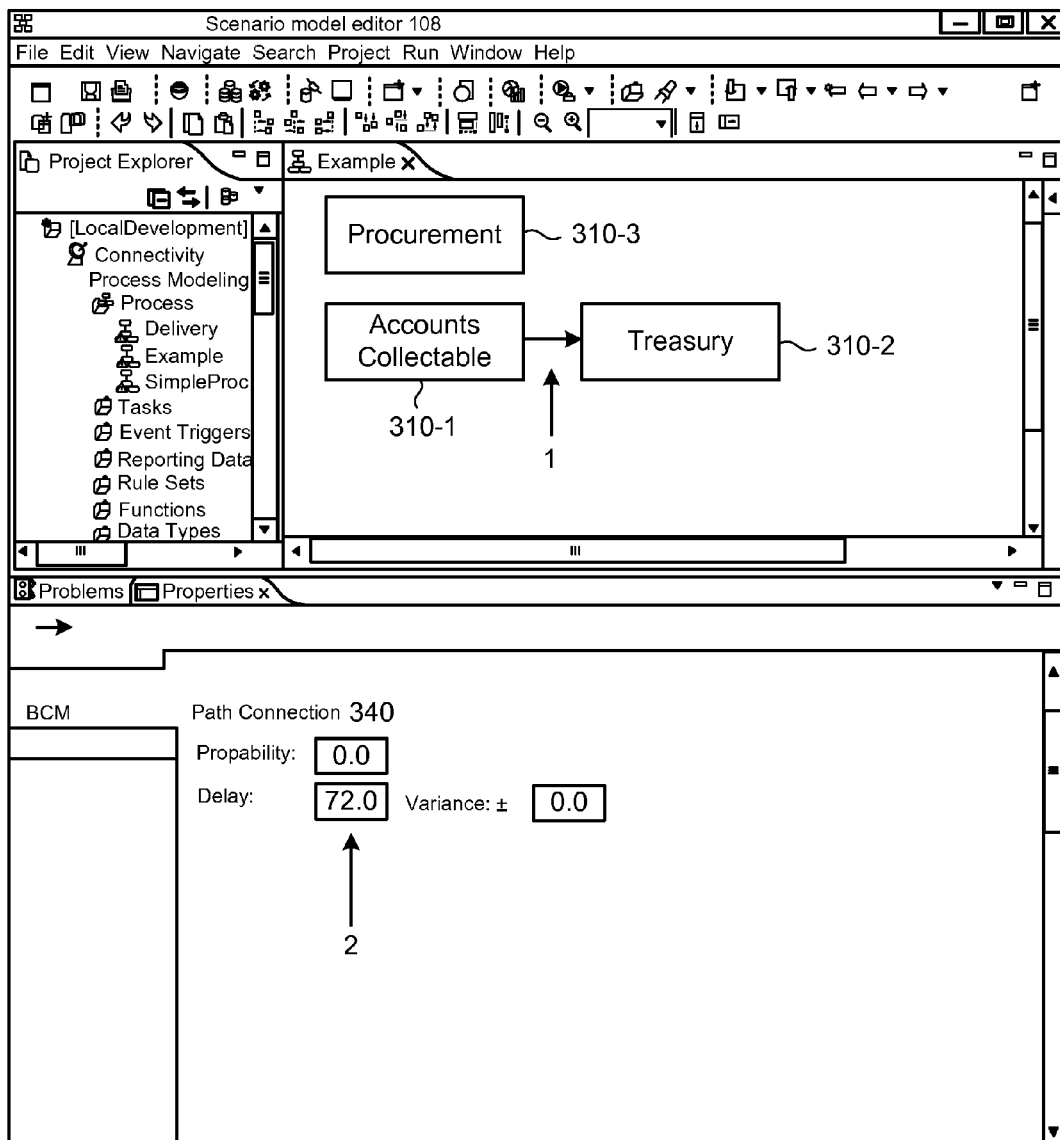 Scenario model editor 108
File Edit View Navigate Search Project Run Window Help
Project Explorer
Example
[LocalDevelopment]
Connectivity
Process Modeling
Process
Delivery
Example
SimpleProc
Tasks
Event Triggers
Reporting Data
Rule Sets
Functions
Data Types
Procurement
310-3
Accounts
Collectable
Treasury
310-2
310-1
1
Problems
Properties
BCM
Path Connection 340
Propability: 0.0
Delay: 72.0 Variance: ± 0.0
2